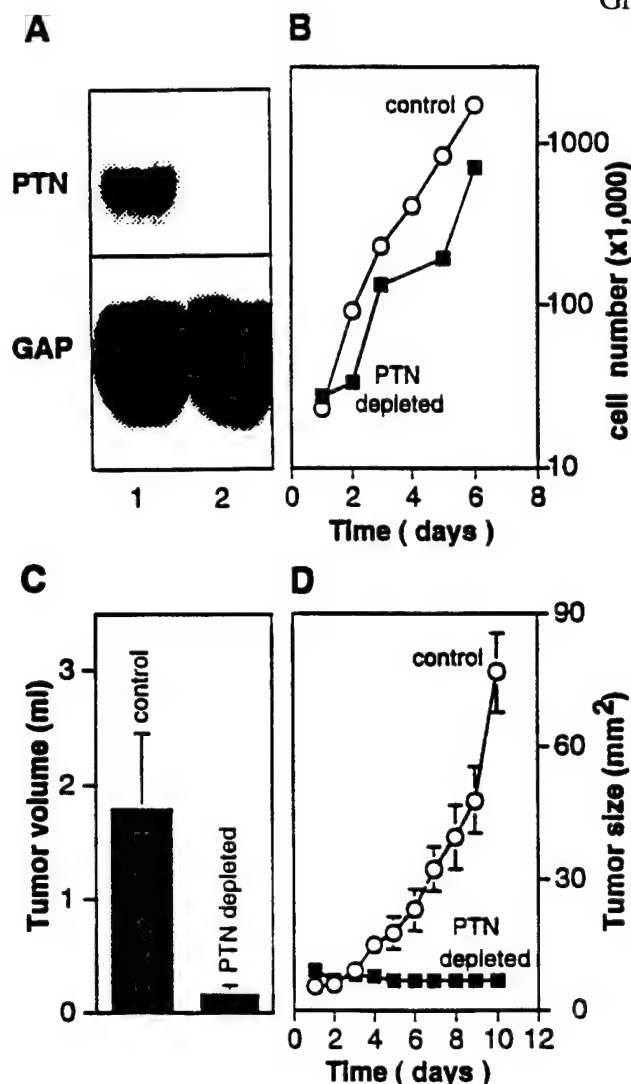 A
PTN
GAP
1 2
B
control
PTN
depleted
1000
100
10
cell number (x1,000)
0 2 4 6 8
Time ( days )
C
Tumor volume (ml)
3
2
1
0
control
PTN depleted
D
control
PTN
depleted
90
60
30
0
Tumor size (mm²)
0 2 4 6 8 10 12
Time ( days )